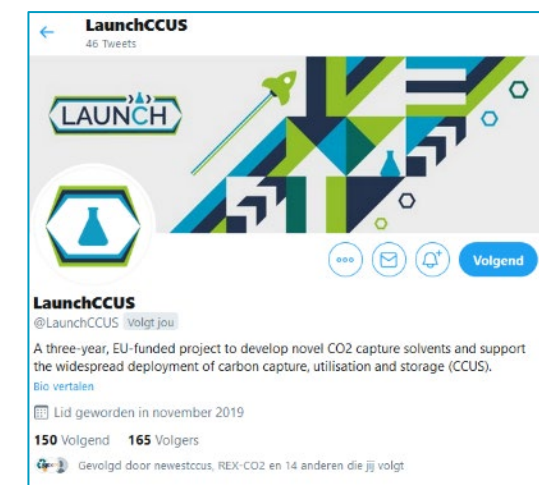 LaunchCCUS
46 Tweets
LAUNCH
Volgend
LaunchCCUS
@LaunchCCUS Volgt jou
A three-year, EU-funded project to develop novel CO2 capture solvents and support
the widespread deployment of carbon capture, utilisation and storage (CCUS).
Bio vertalen
Lid geworden in november 2019
150 Volgend 165 Volgers
Gevolgd door newestccus, REX-CO2 en 14 anderen die jij volgt